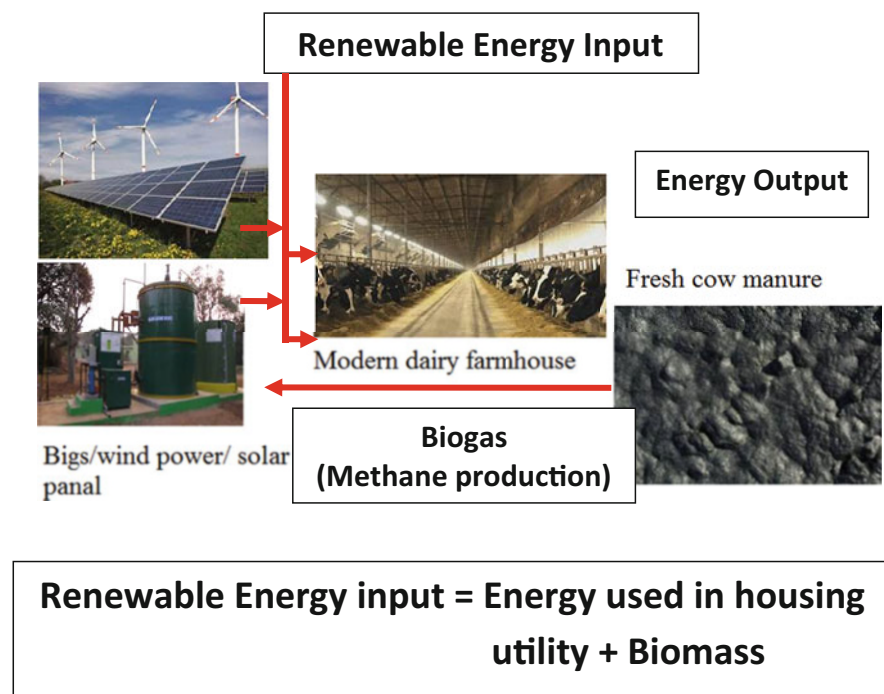 Renewable Energy Input
Energy Output
Fresh cow manure
Modern dairy farmhouse
Biogas
(Methane production)
Bigs/wind power/ solar
panal
Renewable Energy input = Energy used in housing
utility + Biomass